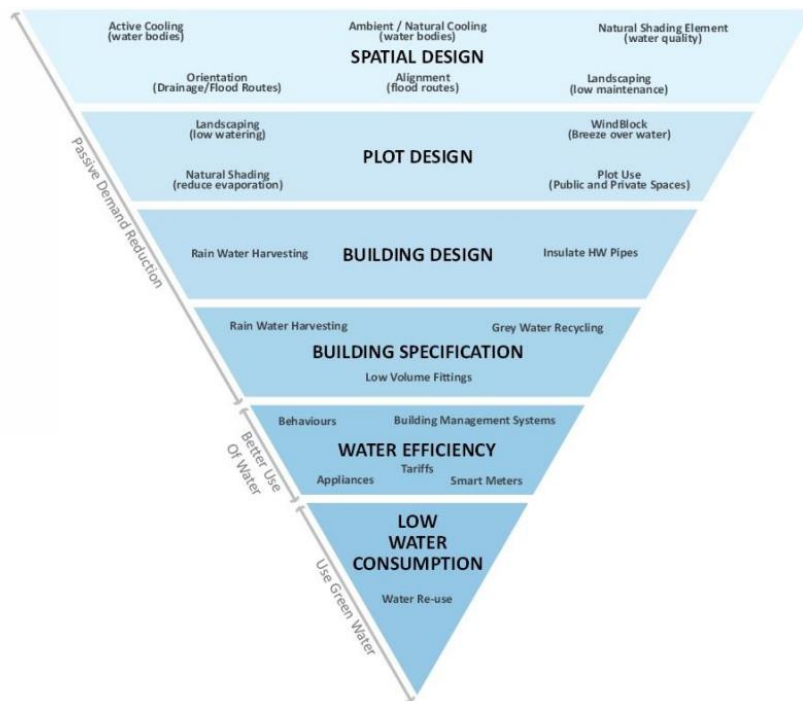 Active Cooling
(water bodies)
Ambient / Natural Cooling
(water bodies)
Natural Shading Element
(water quality)
SPATIAL DESIGN
Orientation
(Drainage/Flood Routes)
Alignment
(flood routes)
Landscaping
(low maintenance)
Landscaping
(low watering)
WindBlock
(Breeze over water)
PLOT DESIGN
Natural Shading
(reduce evaporation)
Plot Use
(Public and Private Spaces)
Rain Water Harvesting
BUILDING DESIGN
Insulate HW Pipes
Rain Water Harvesting
Grey Water Recycling
BUILDING SPECIFICATION
Low Volume Fittings
Behaviours
Building Management Systems
WATER EFFICIENCY
Tariffs
Appliances
Smart Meters
LOW
WATER
CONSUMPTION
Water Re-use
Passive Demand Reduction
Better Use
Of Water
Use Green Water